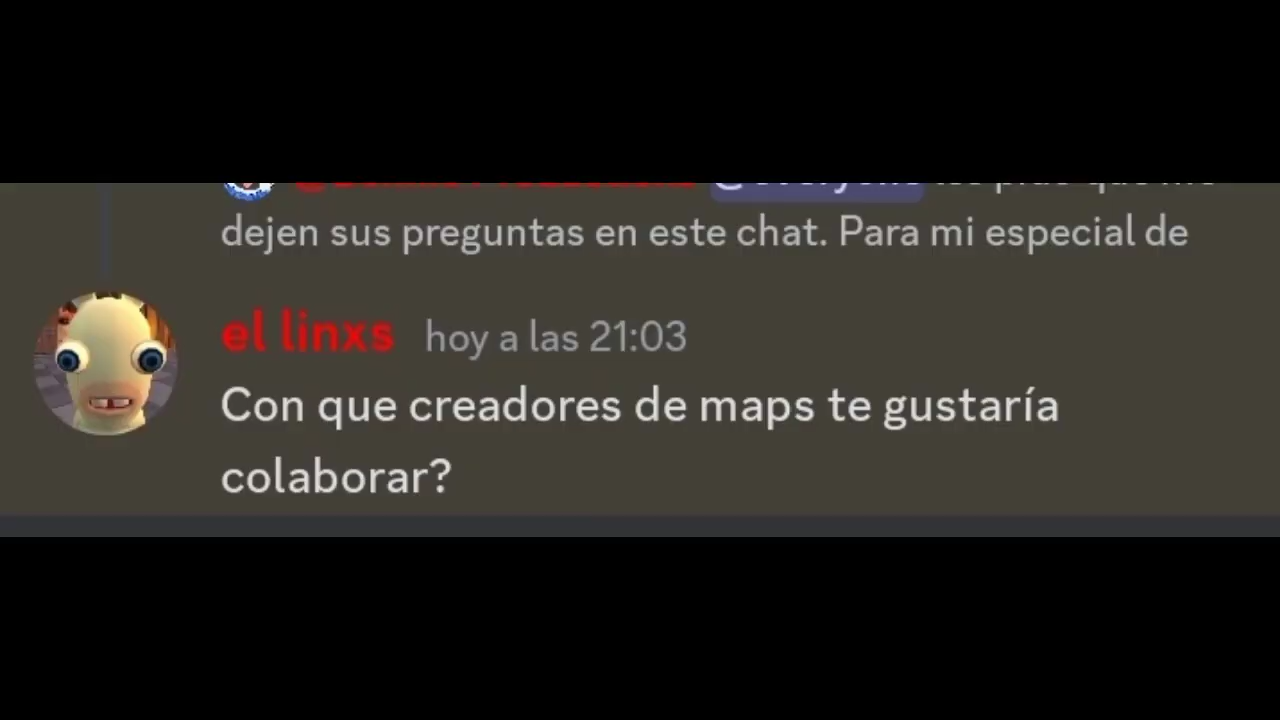 @everyone
dejen sus preguntas en este chat. Para mi especial de
el linxs hoy a las 21:03
Con que creadores de maps te gustaría
colaborar?